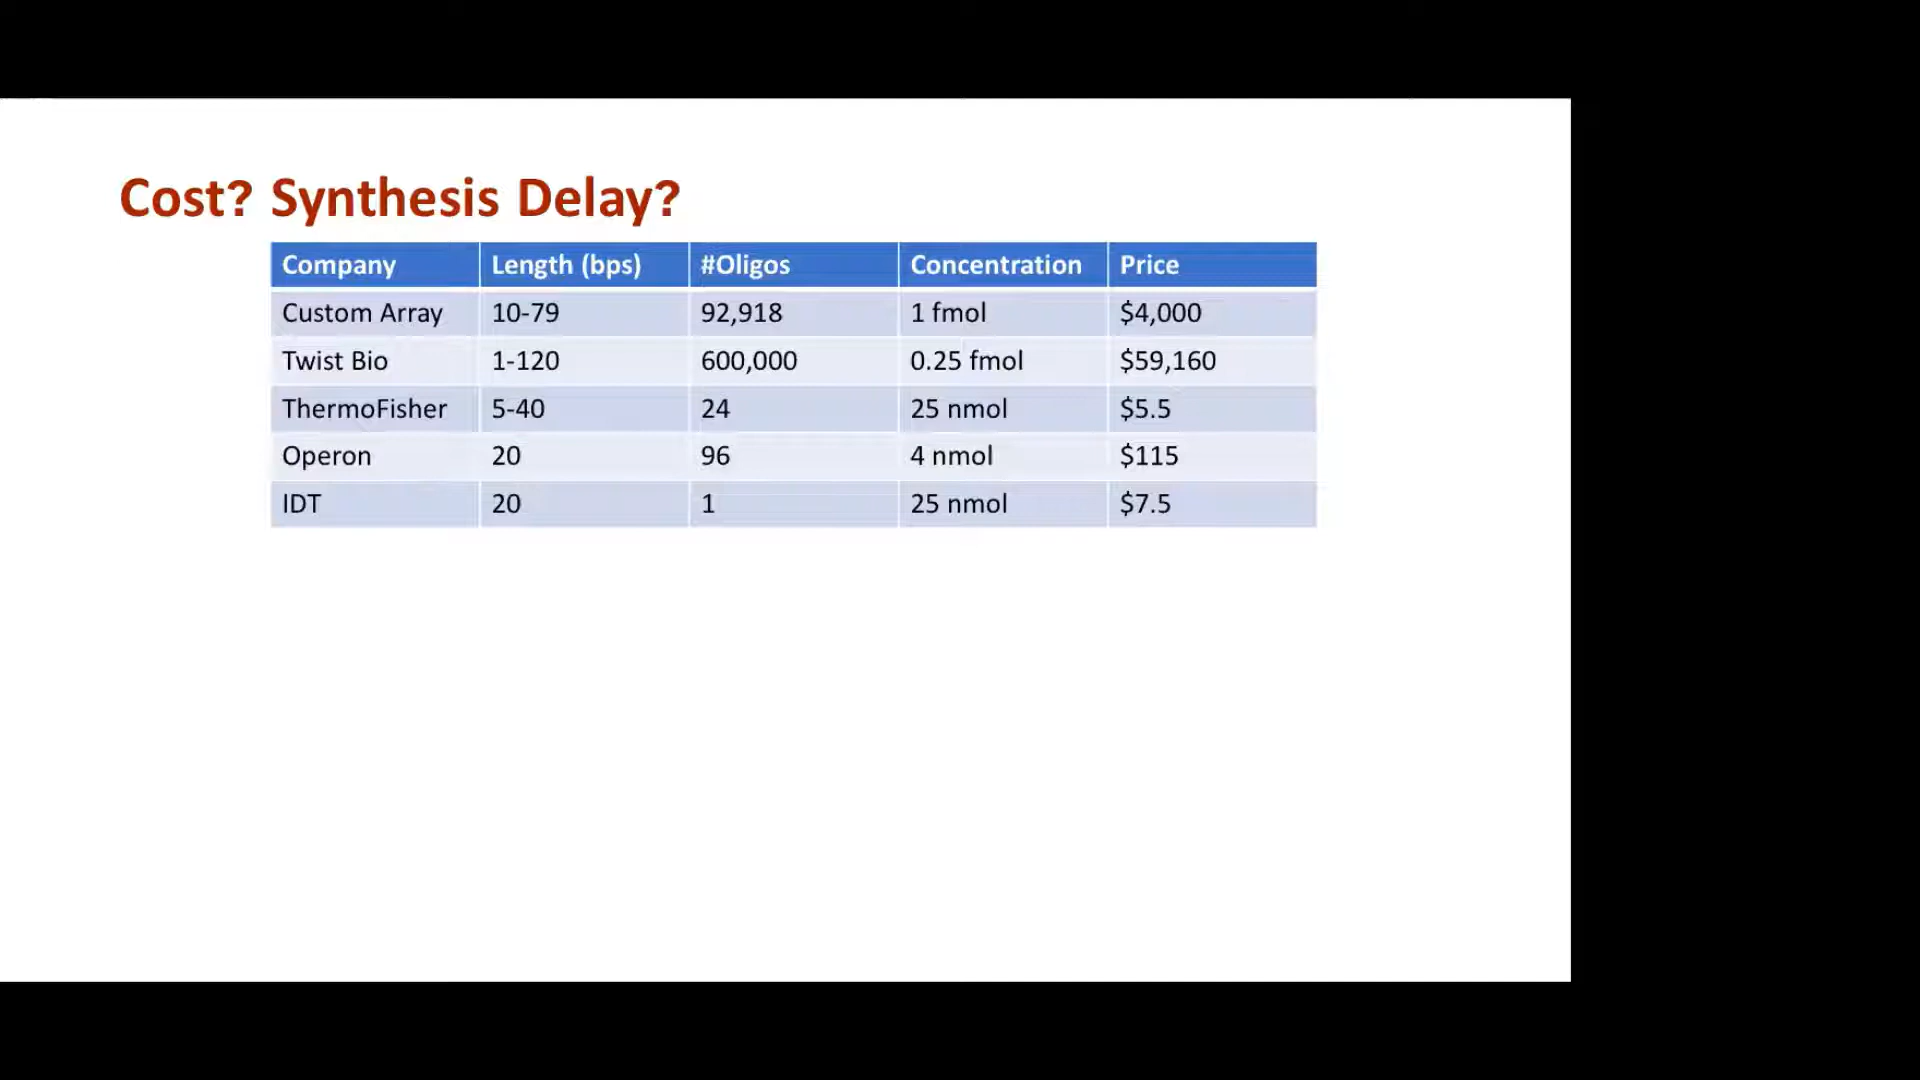 Cost? Synthesis Delay?
Company Length (bps) #Oligos Concentration Price
Custom Array 10-79 92,918 1 fmol $4,000
Twist Bio 1-120 600,000 0.25 fmol $59,160
ThermoFisher 5-40 24 25 nmol $5.5
Operon 20 96 4 nmol $115
IDT 20 1 25 nmol $7.5